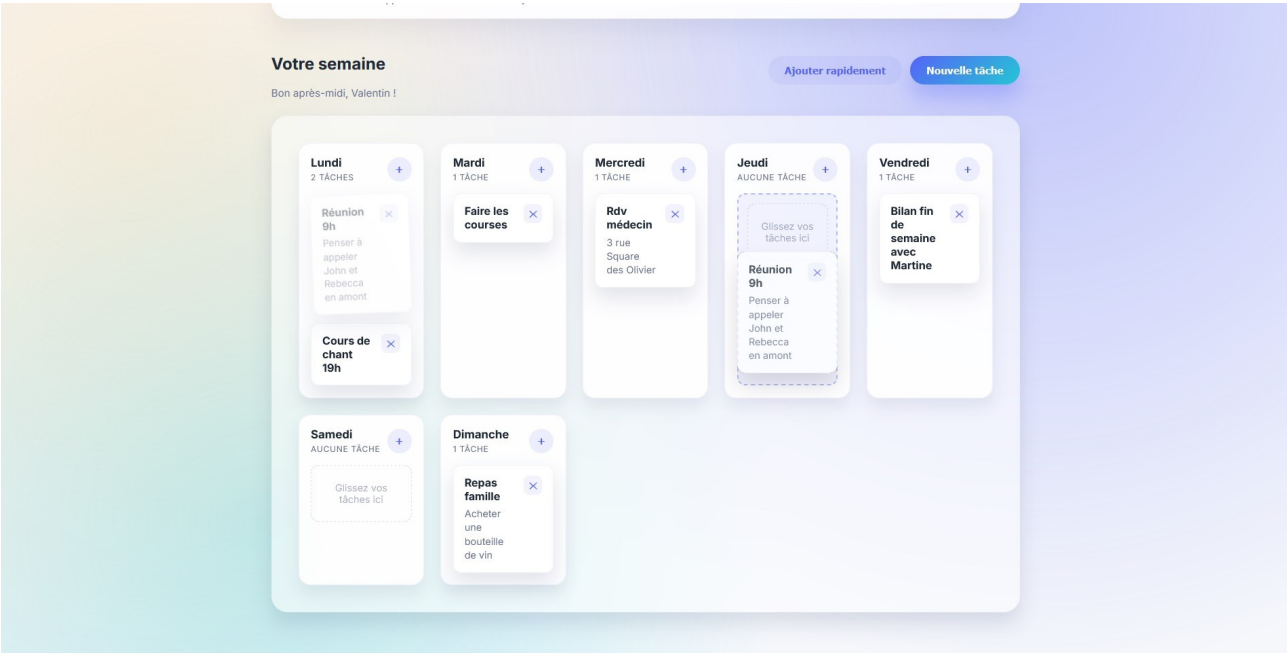 Votre semaine
Ajouter rapidement
Nouvelle tâche
Bon après-midi, Valentin !
Lundi
2 TÂCHES
+
Réunion
9h
Penser à
appeler
John et
Rebecca
en amont
Cours de
chant
19h
Mardi
1 TÂCHE
+
Faire les
courses
Mercredi
1 TÂCHE
+
Rdv
médecin
3 rue
Square
des Olivier
Jeudi
AUCUNE TÂCHE
+
Glissez vos
tâches ici
Réunion
9h
Penser à
appeler
John et
Rebecca
en amont
Vendredi
1 TÂCHE
+
Bilan fin
de
semaine
avec
Martine
Samedi
AUCUNE TÂCHE
+
Glissez vos
tâches ici
Dimanche
1 TÂCHE
+
Repas
famille
Acheter
une
bouteille
de vin